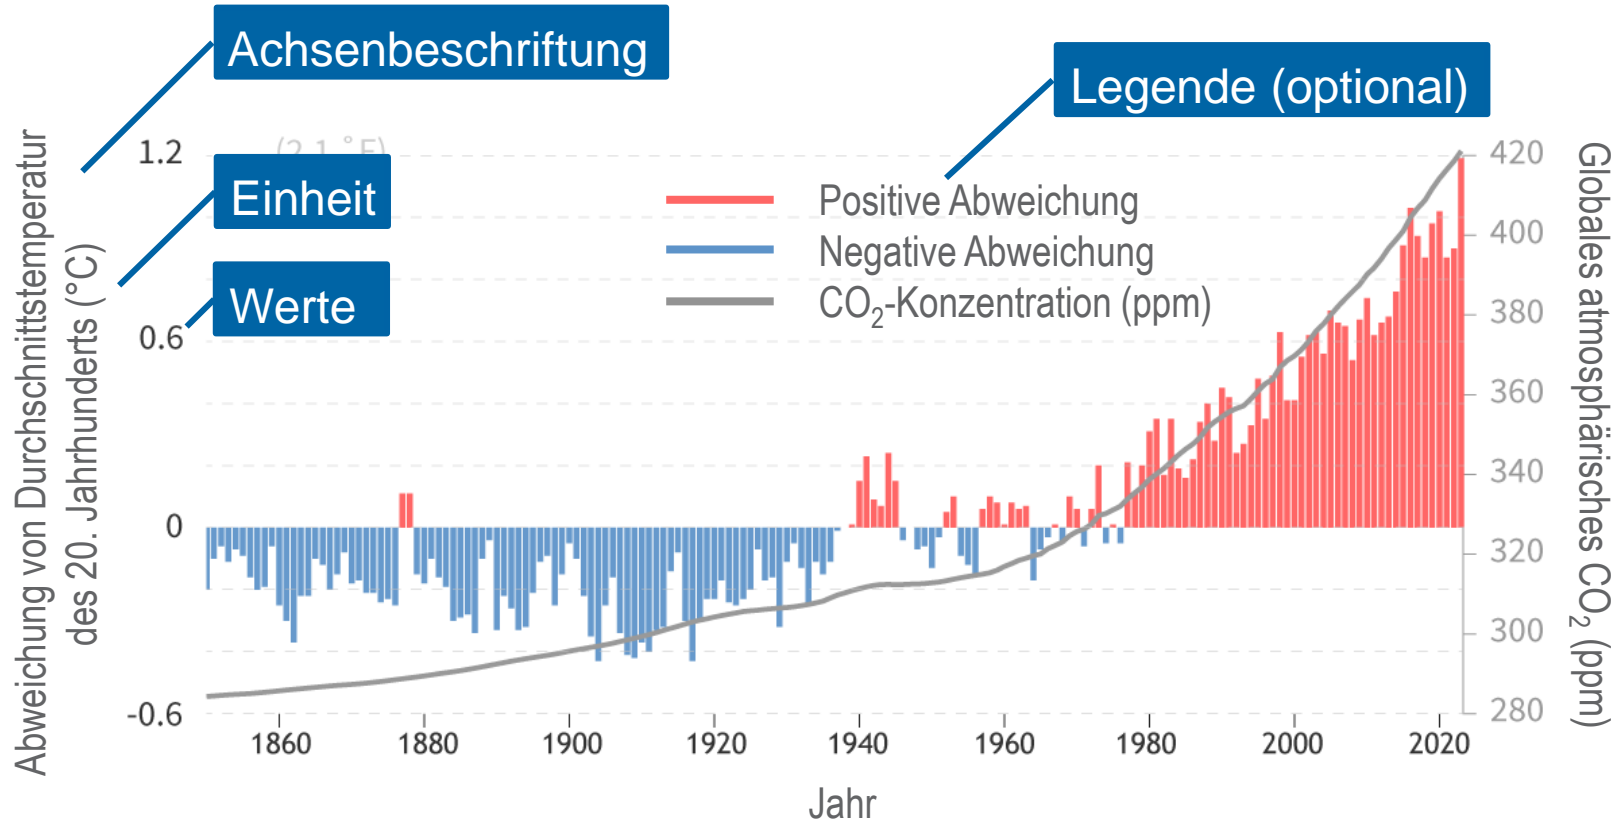 Achsenbeschriftung
Legende (optional)
Einheit
Werte
(2.1 °F)
Abweichung von Durchschnittstemperatur
des 20. Jahrhunderts (°C)
1.2
0.6
0
-0.6
Positive Abweichung
Negative Abweichung
CO₂-Konzentration (ppm)
420
400
380
360
340
320
300
280
Globales atmosphärisches CO₂ (ppm)
1860 1880 1900 1920 1940 1960 1980 2000 2020
Jahr